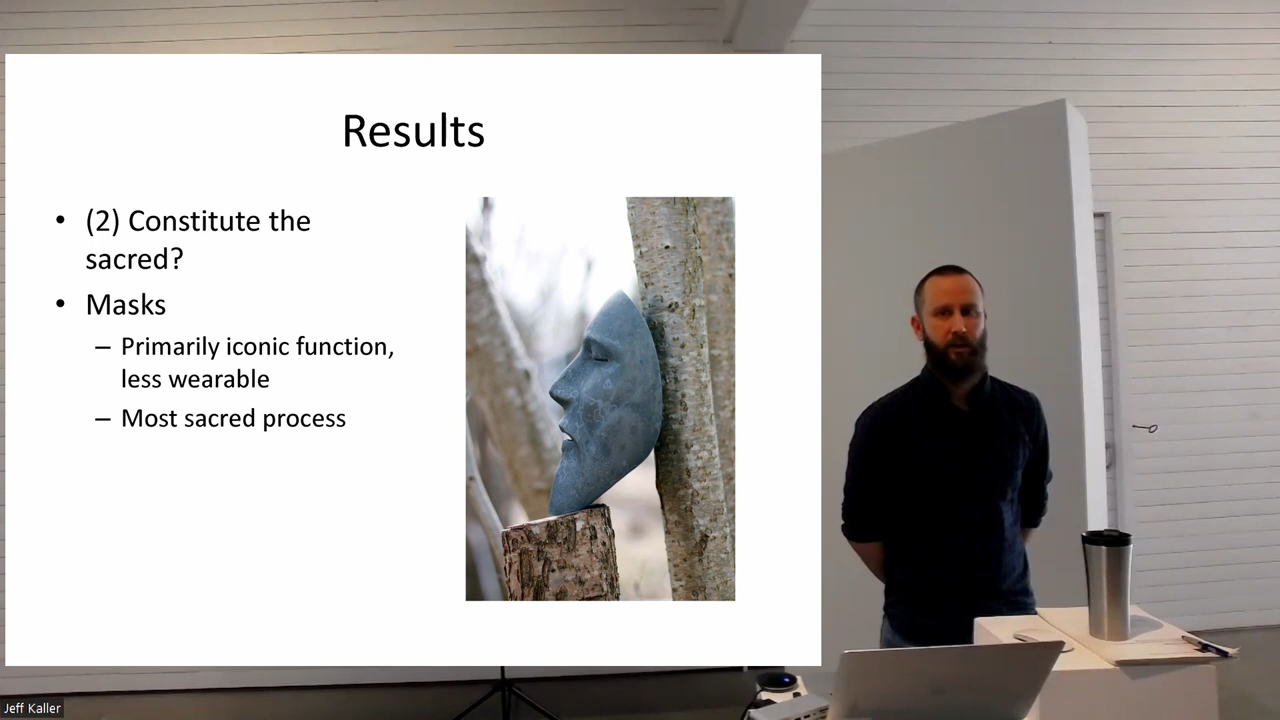 Results
• (2) Constitute the
sacred?
• Masks
– Primarily iconic function,
less wearable
– Most sacred process
Jeff Kaller